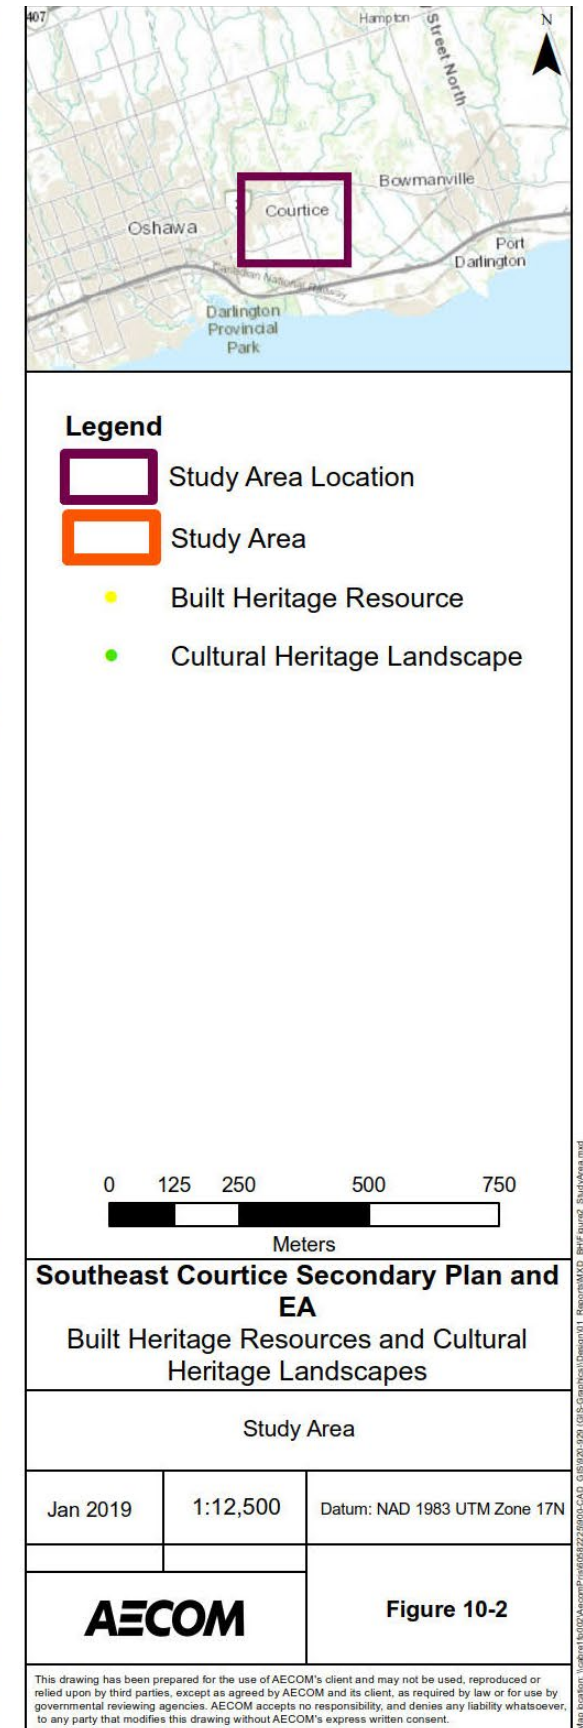 407
Hampton
Street North
N
Bowmanville
Courtice
Oshawa
Port
Darlington
Canadian National Railway
Darlington
Provincial
Park
Legend
Study Area Location
Study Area
Built Heritage Resource
Cultural Heritage Landscape
0 125 250 500 750
Meters
Southeast Courtice Secondary Plan and
EA
Built Heritage Resources and Cultural
Heritage Landscapes
Study Area
Jan 2019
1:12,500
Datum: NAD 1983 UTM Zone 17N
AECOM
Figure 10-2
This drawing has been prepared for the use of AECOM's client and may not be used, reproduced or
relied upon by third parties, except as agreed by AECOM and its client, as required by law or for use by
governmental reviewing agencies. AECOM accepts no responsibility, and denies any liability whatsoever,
to any party that modifies this drawing without AECOM's express written consent.